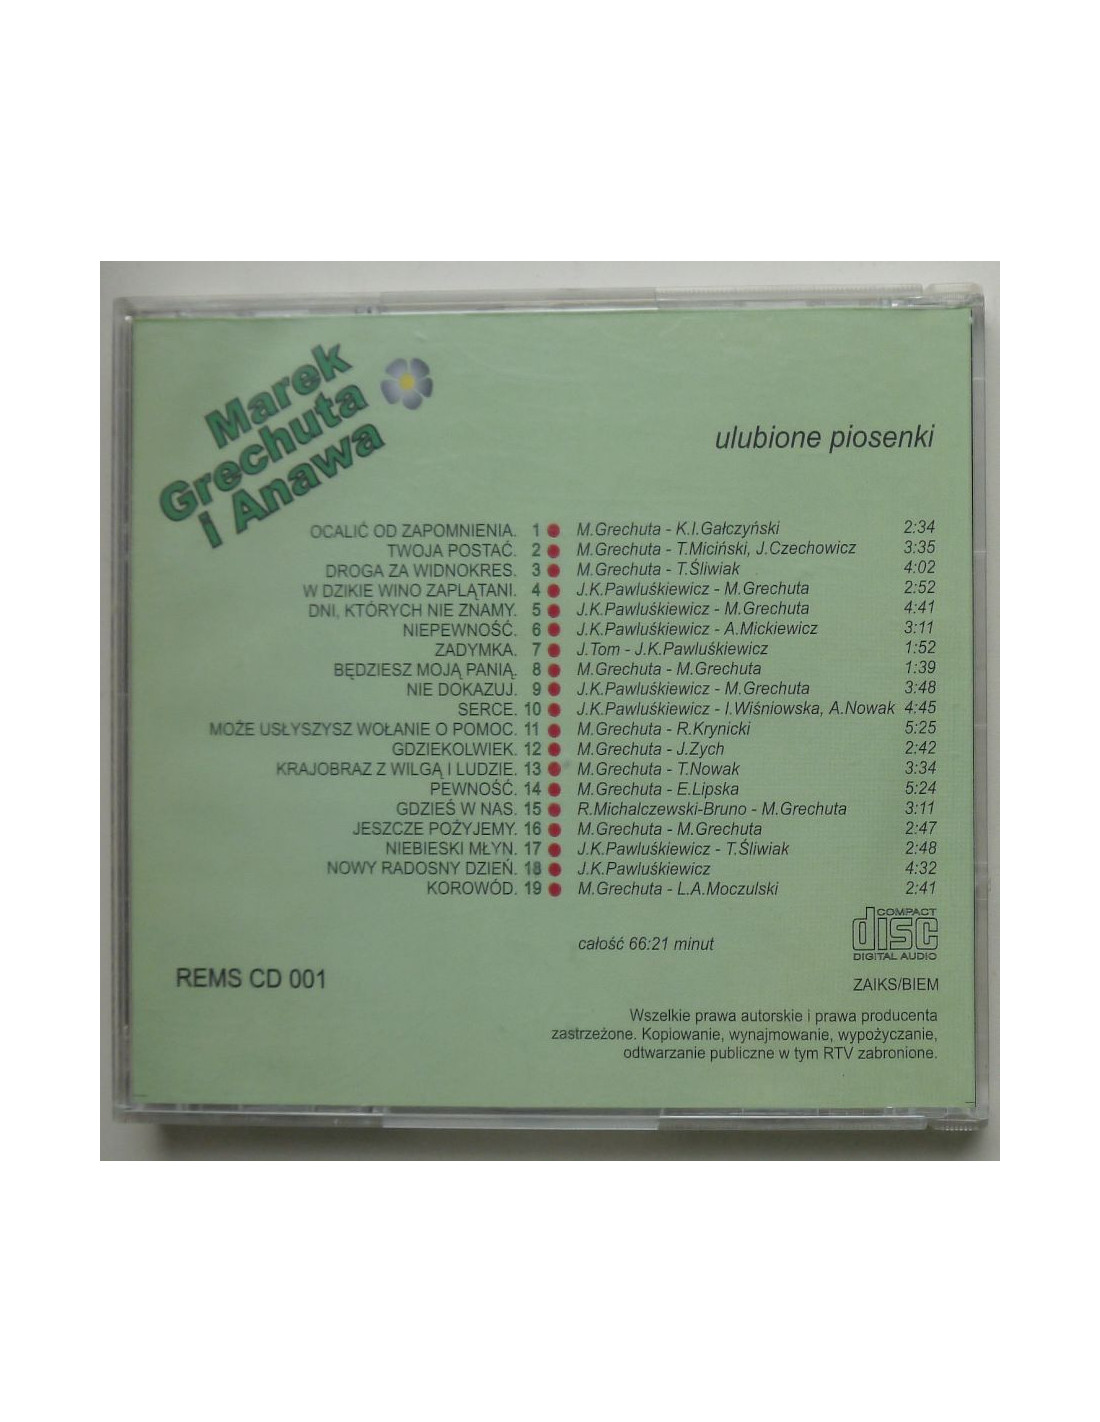 Marek
Grechuta
i Anawa
ulubione piosenki
OCALIĆ OD ZAPOMNIENIA. 1 M.Grechuta - K.I.Gałczyński 2:34
TWOJA POSTAĆ. 2 M.Grechuta - T.Miciński, J.Czechowicz 3:35
DROGA ZA WIDNOKRES. 3 M.Grechuta - T.Śliwiak 4:02
W DZIKIE WINO ZAPLĄTANI. 4 J.K.Pawluśkiewicz - M.Grechuta 2:52
DNI, KTÓRYCH NIE ZNAMY. 5 J.K.Pawluśkiewicz - M.Grechuta 4:41
NIEPEWNOŚĆ. 6 J.K.Pawluśkiewicz - A.Mickiewicz 3:11
ZADYMKA. 7 J.Tom - J.K.Pawluśkiewicz 1:52
BĘDZIESZ MOJĄ PANIĄ. 8 M.Grechuta - M.Grechuta 1:39
NIE DOKAZUJ. 9 J.K.Pawluśkiewicz - M.Grechuta 3:48
SERCE. 10 J.K.Pawluśkiewicz - I.Wiśniowska, A.Nowak 4:45
MOŻE USŁYSZYSZ WOŁANIE O POMOC. 11 M.Grechuta - R.Krynicki 5:25
GDZIEKOLWIEK. 12 M.Grechuta - J.Zych 2:42
KRAJOBRAZ Z WILGĄ I LUDZIE. 13 M.Grechuta - T.Nowak 3:34
PEWNOŚĆ. 14 M.Grechuta - E.Lipska 5:24
GDZIEŚ W NAS. 15 R.Michalczewski-Bruno - M.Grechuta 3:11
JESZCZE POŻYJEMY. 16 M.Grechuta - M.Grechuta 2:47
NIEBIESKI MŁYN. 17 J.K.Pawluśkiewicz - T.Śliwiak 2:48
NOWY RADOSNY DZIEŃ. 18 J.K.Pawluśkiewicz 4:32
KOROWÓD. 19 M.Grechuta - L.A.Moczulski 2:41
całość 66:21 minut
COMPACT
disc
DIGITAL AUDIO
REMS CD 001
ZAIKS/BIEM
Wszelkie prawa autorskie i prawa producenta
zastrzeżone. Kopiowanie, wynajmowanie, wypożyczanie,
odtwarzanie publiczne w tym RTV zabronione.